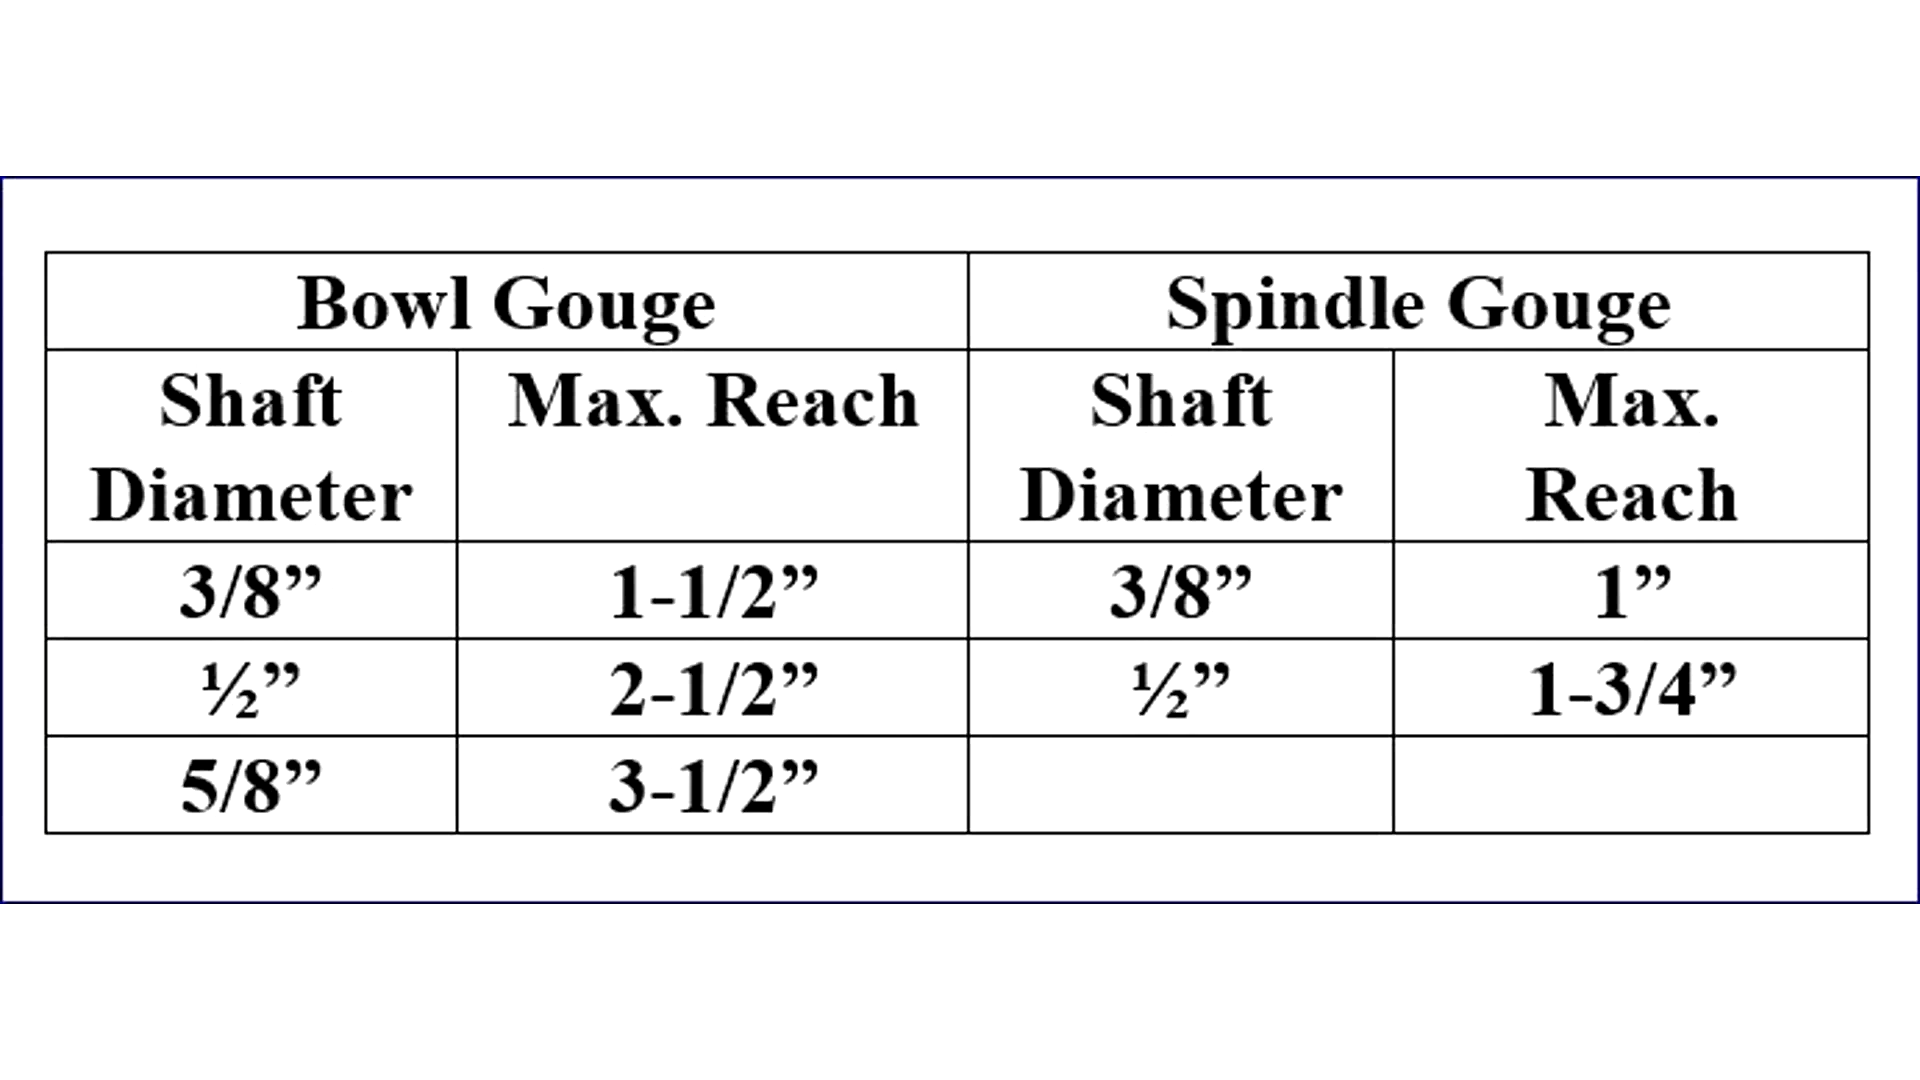 Bowl Gouge Spindle Gouge
Shaft Diameter Max. Reach Shaft Diameter Max. Reach
3/8” 1-1/2” 3/8” 1”
½” 2-1/2” ½” 1-3/4”
5/8” 3-1/2”